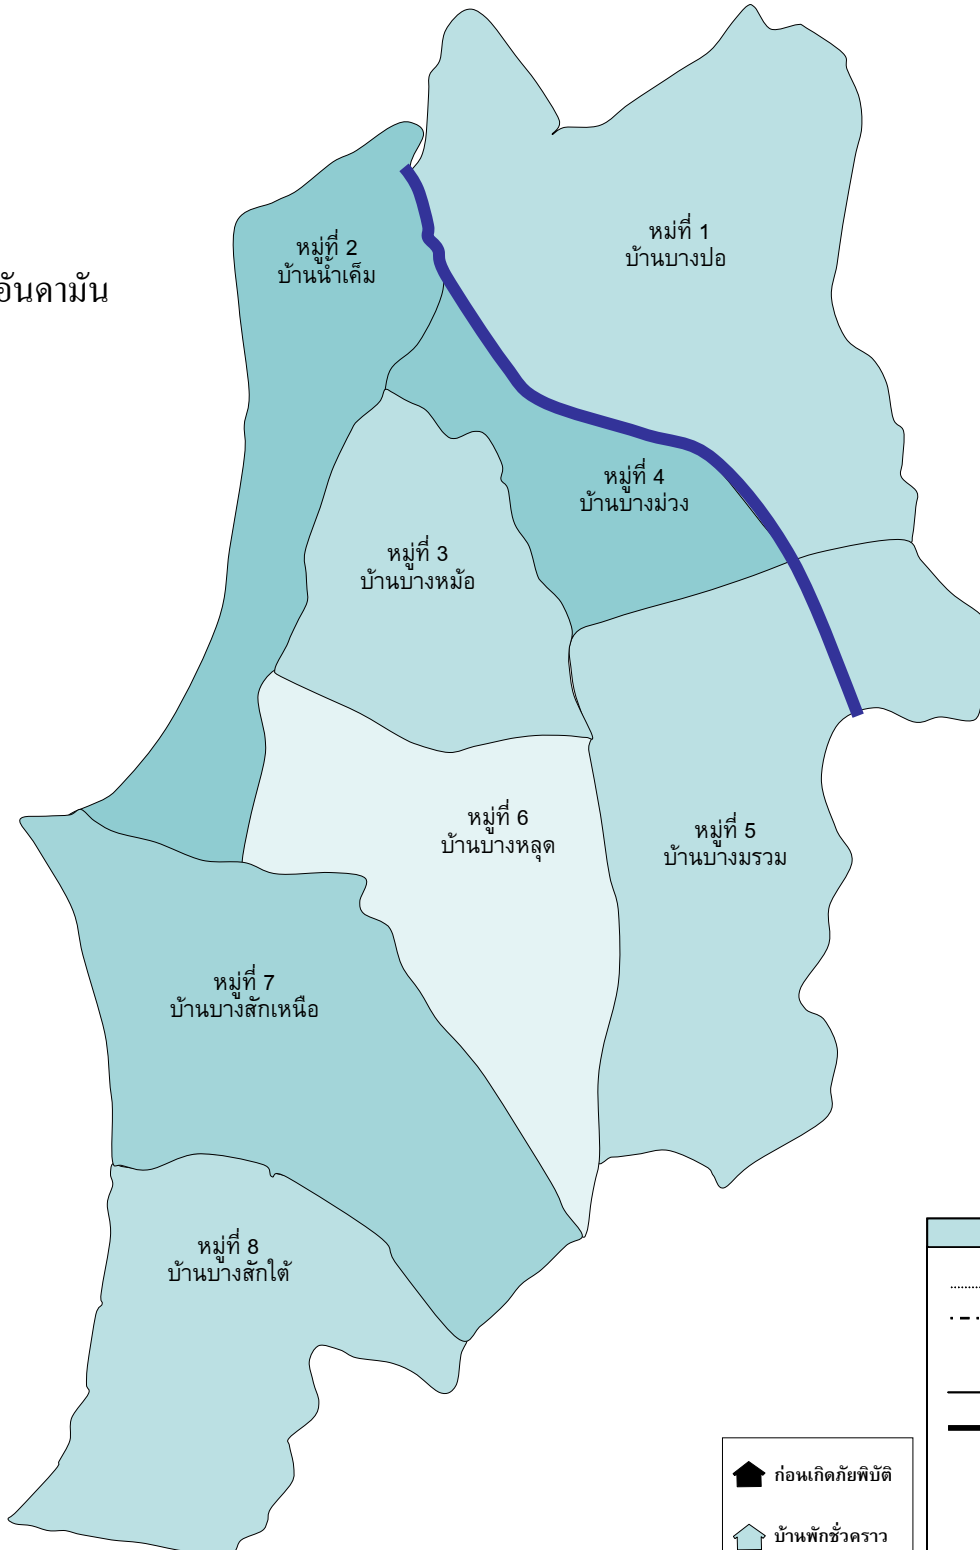 หม่ที่ 1
บ้านบางปอ
หมู่ที่ 2
บ้านน้ำเค็ม
อันดามัน
หมู่ที่ 4
บ้านบางม่วง
หมู่ที่ 3
บ้านบางหม้อ
หมู่ที่ 6
บ้านบางหลุด
หมู่ที่ 5
บ้านบางมรวม
หมู่ที่ 7
บ้านบางสักเหนือ
หมู่ที่ 8
บ้านบางสักใต้
ก่อนเกิดภัยพิบัติ
บ้านพักชั่วคราว